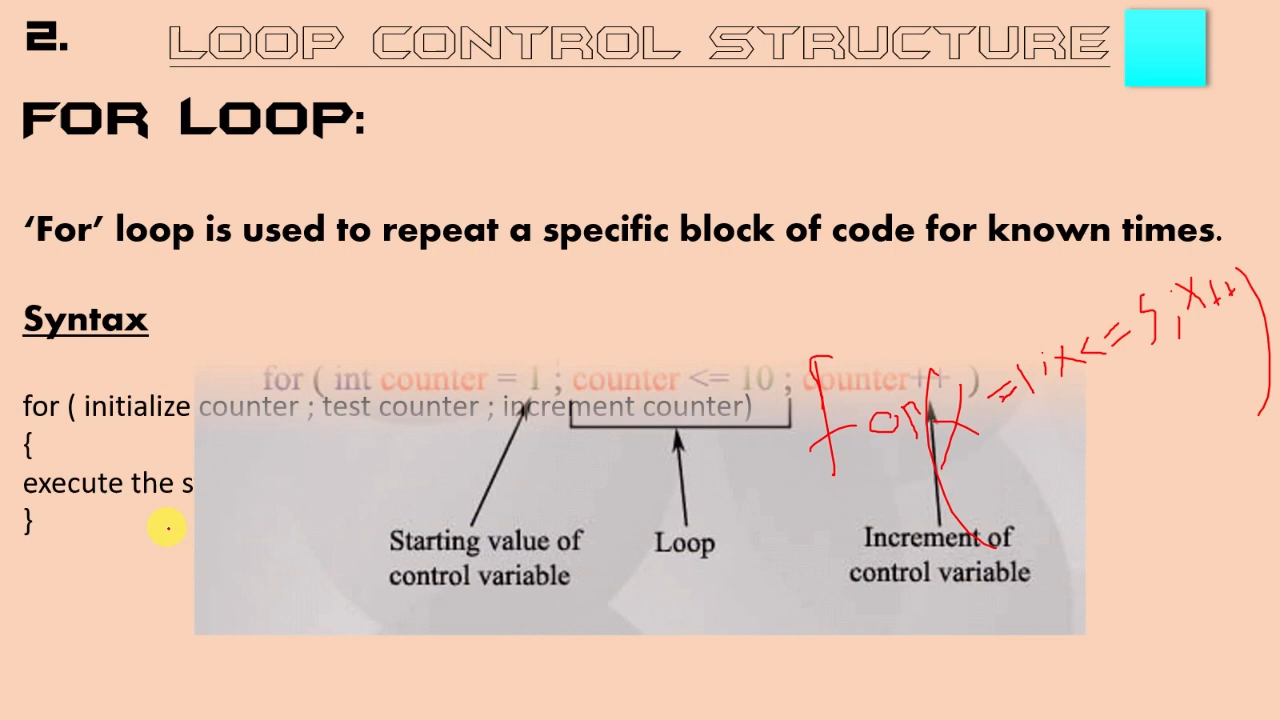 2. LOOP CONTROL STRUCTURE
FOR LOOP:
‘For’ loop is used to repeat a specific block of code for known times.
Syntax
for ( int counter = 1 ; counter <= 10 ; counter++ )
for ( initialize counter ; test counter ; increment counter)
{
execute the s
}
Starting value of
control variable
Loop
Increment of
control variable
For(x=1;x<=5;x++)